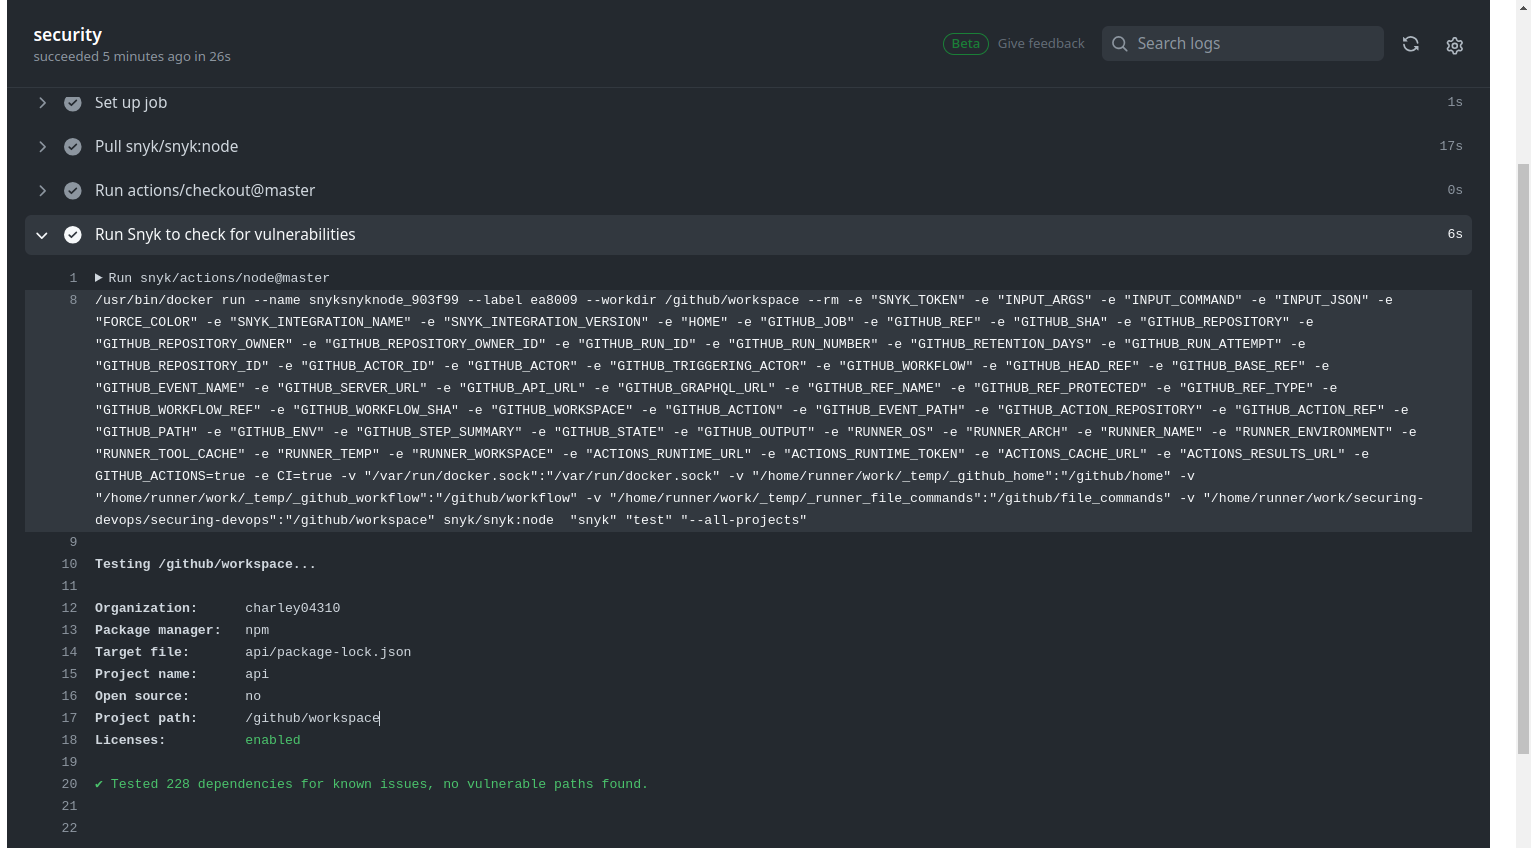 security
succeeded 5 minutes ago in 26s
Beta Give feedback Search logs
Set up job 1s
Pull snyk/snyk:node 17s
Run actions/checkout@master 0s
Run Snyk to check for vulnerabilities 6s
1 Run snyk/actions/node@master
8 /usr/bin/docker run --name snyksnyknode_903f99 --label ea8009 --workdir /github/workspace --rm -e "SNYK_TOKEN" -e "INPUT_ARGS" -e "INPUT_COMMAND" -e "INPUT_JSON" -e
"FORCE_COLOR" -e "SNYK_INTEGRATION_NAME" -e "SNYK_INTEGRATION_VERSION" -e "HOME" -e "GITHUB_JOB" -e "GITHUB_REF" -e "GITHUB_SHA" -e "GITHUB_REPOSITORY" -e
"GITHUB_REPOSITORY_OWNER" -e "GITHUB_REPOSITORY_OWNER_ID" -e "GITHUB_RUN_ID" -e "GITHUB_RUN_NUMBER" -e "GITHUB_RETENTION_DAYS" -e "GITHUB_RUN_ATTEMPT" -e
"GITHUB_REPOSITORY_ID" -e "GITHUB_ACTOR_ID" -e "GITHUB_ACTOR" -e "GITHUB_TRIGGERING_ACTOR" -e "GITHUB_WORKFLOW" -e "GITHUB_HEAD_REF" -e "GITHUB_BASE_REF" -e
"GITHUB_EVENT_NAME" -e "GITHUB_SERVER_URL" -e "GITHUB_API_URL" -e "GITHUB_GRAPHQL_URL" -e "GITHUB_REF_NAME" -e "GITHUB_REF_PROTECTED" -e "GITHUB_REF_TYPE" -e
"GITHUB_WORKFLOW_REF" -e "GITHUB_WORKFLOW_SHA" -e "GITHUB_WORKSPACE" -e "GITHUB_ACTION" -e "GITHUB_EVENT_PATH" -e "GITHUB_ACTION_REPOSITORY" -e "GITHUB_ACTION_REF" -e
"GITHUB_PATH" -e "GITHUB_ENV" -e "GITHUB_STEP_SUMMARY" -e "GITHUB_STATE" -e "GITHUB_OUTPUT" -e "RUNNER_OS" -e "RUNNER_ARCH" -e "RUNNER_NAME" -e "RUNNER_ENVIRONMENT" -e
"RUNNER_TOOL_CACHE" -e "RUNNER_TEMP" -e "RUNNER_WORKSPACE" -e "ACTIONS_RUNTIME_URL" -e "ACTIONS_RUNTIME_TOKEN" -e "ACTIONS_CACHE_URL" -e "ACTIONS_RESULTS_URL" -e
GITHUB_ACTIONS=true -e CI=true -v "/var/run/docker.sock":"/var/run/docker.sock" -v "/home/runner/work/_temp/_github_home":"/github/home" -v
"/home/runner/work/_temp/_github_workflow":"/github/workflow" -v "/home/runner/work/_temp/_runner_file_commands":"/github/file_commands" -v "/home/runner/work/securing-
devops/securing-devops":"/github/workspace" snyk/snyk:node  "snyk" "test" "--all-projects"
9
10 Testing /github/workspace...
11
12 Organization: charley04310
13 Package manager: npm
14 Target file: api/package-lock.json
15 Project name: api
16 Open source: no
17 Project path: /github/workspace
18 Licenses: enabled
19
20 ✔ Tested 228 dependencies for known issues, no vulnerable paths found.
21
22